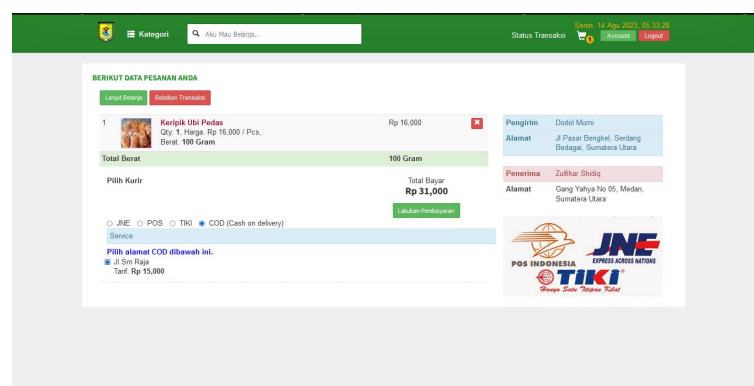 Kategori
Aku Mau Belanja..
Status Transaksi
Senin, 14 Agu 2023, 05:33:28
1
Account
Logout
BERIKUT DATA PESANAN ANDA
Lanjut Belanja
Batalkan Transaksi
1
Keripik Ubi Pedas
Rp 16,000
Qty. 1, Harga. Rp 16,000 / Pcs,
Berat. 100 Gram
Total Berat
100 Gram
Pilih Kurir
Total Bayar
Rp 31,000
Lakukan Pembayaran
JNE POS TIKI COD (Cash on delivery)
Service
Pilih alamat COD dibawah ini.
Jl Sm Raja
Tarif. Rp 15,000
Pengirim Dodol Murni
Alamat Jl Pasar Bengkel, Serdang
Bedagai, Sumatera Utara
Penerima Zulfikar Shidiq
Alamat Gang Yahya No 05, Medan,
Sumatera Utara
POS INDONESIA
JNE
EXPRESS ACROSS NATIONS
TIKI
Hanya Satu Titipan Kilat